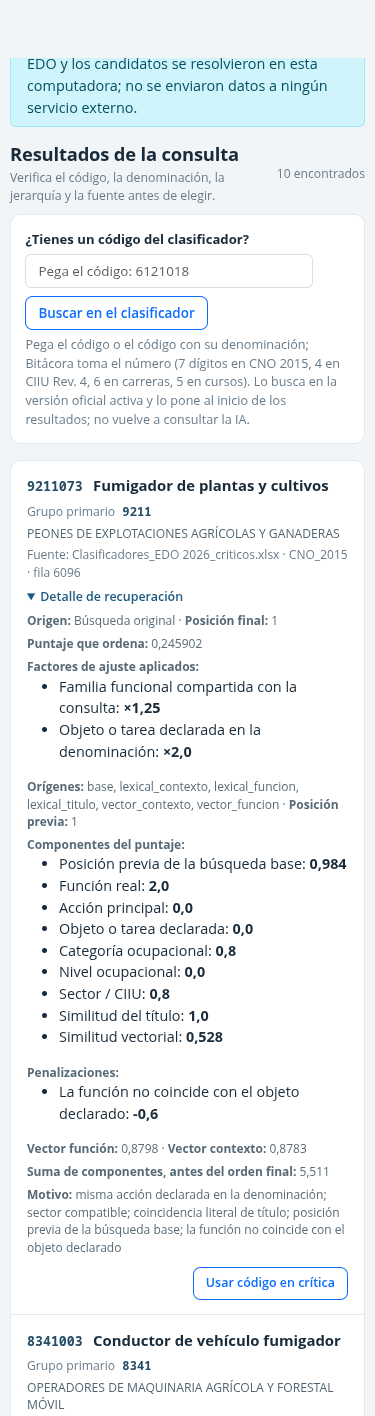 EDO y los candidatos se resolvieron en esta
computadora; no se enviaron datos a ningún
servicio externo.
Resultados de la consulta
Verifica el código, la denominación, la
jerarquía y la fuente antes de elegir.
10 encontrados
¿Tienes un código del clasificador?
Pega el código: 6121018
Buscar en el clasificador
Pega el código o el código con su denominación;
Bitácora toma el número (7 dígitos en CNO 2015, 4 en
CIIU Rev. 4, 6 en carreras, 5 en cursos). Lo busca en la
versión oficial activa y lo pone al inicio de los
resultados; no vuelve a consultar la IA.
9211073 Fumigador de plantas y cultivos
Grupo primario 9211
PEONES DE EXPLOTACIONES AGRÍCOLAS Y GANADERAS
Fuente: Clasificadores_EDO 2026_criticos.xlsx · CNO_2015
· fila 6096
▼ Detalle de recuperación
Origen: Búsqueda original · Posición final: 1
Puntaje que ordena: 0,245902
Factores de ajuste aplicados:
• Familia funcional compartida con la
consulta: ×1,25
• Objeto o tarea declarada en la
denominación: ×2,0
Orígenes: base, lexical_contexto, lexical_funcion,
lexical_titulo, vector_contexto, vector_funcion · Posición
previa: 1
Componentes del puntaje:
• Posición previa de la búsqueda base: 0,984
• Función real: 2,0
• Acción principal: 0,0
• Objeto o tarea declarada: 0,0
• Categoría ocupacional: 0,8
• Nivel ocupacional: 0,0
• Sector / CIIU: 0,8
• Similitud del título: 1,0
• Similitud vectorial: 0,528
Penalizaciones:
• La función no coincide con el objeto
declarado: -0,6
Vector función: 0,8798 · Vector contexto: 0,8783
Suma de componentes, antes del orden final: 5,511
Motivo: misma acción declarada en la denominación;
sector compatible; coincidencia literal de título; posición
previa de la búsqueda base; la función no coincide con el
objeto declarado
Usar código en crítica
8341003 Conductor de vehículo fumigador
Grupo primario 8341
OPERADORES DE MAQUINARIA AGRÍCOLA Y FORESTAL
MÓVIL